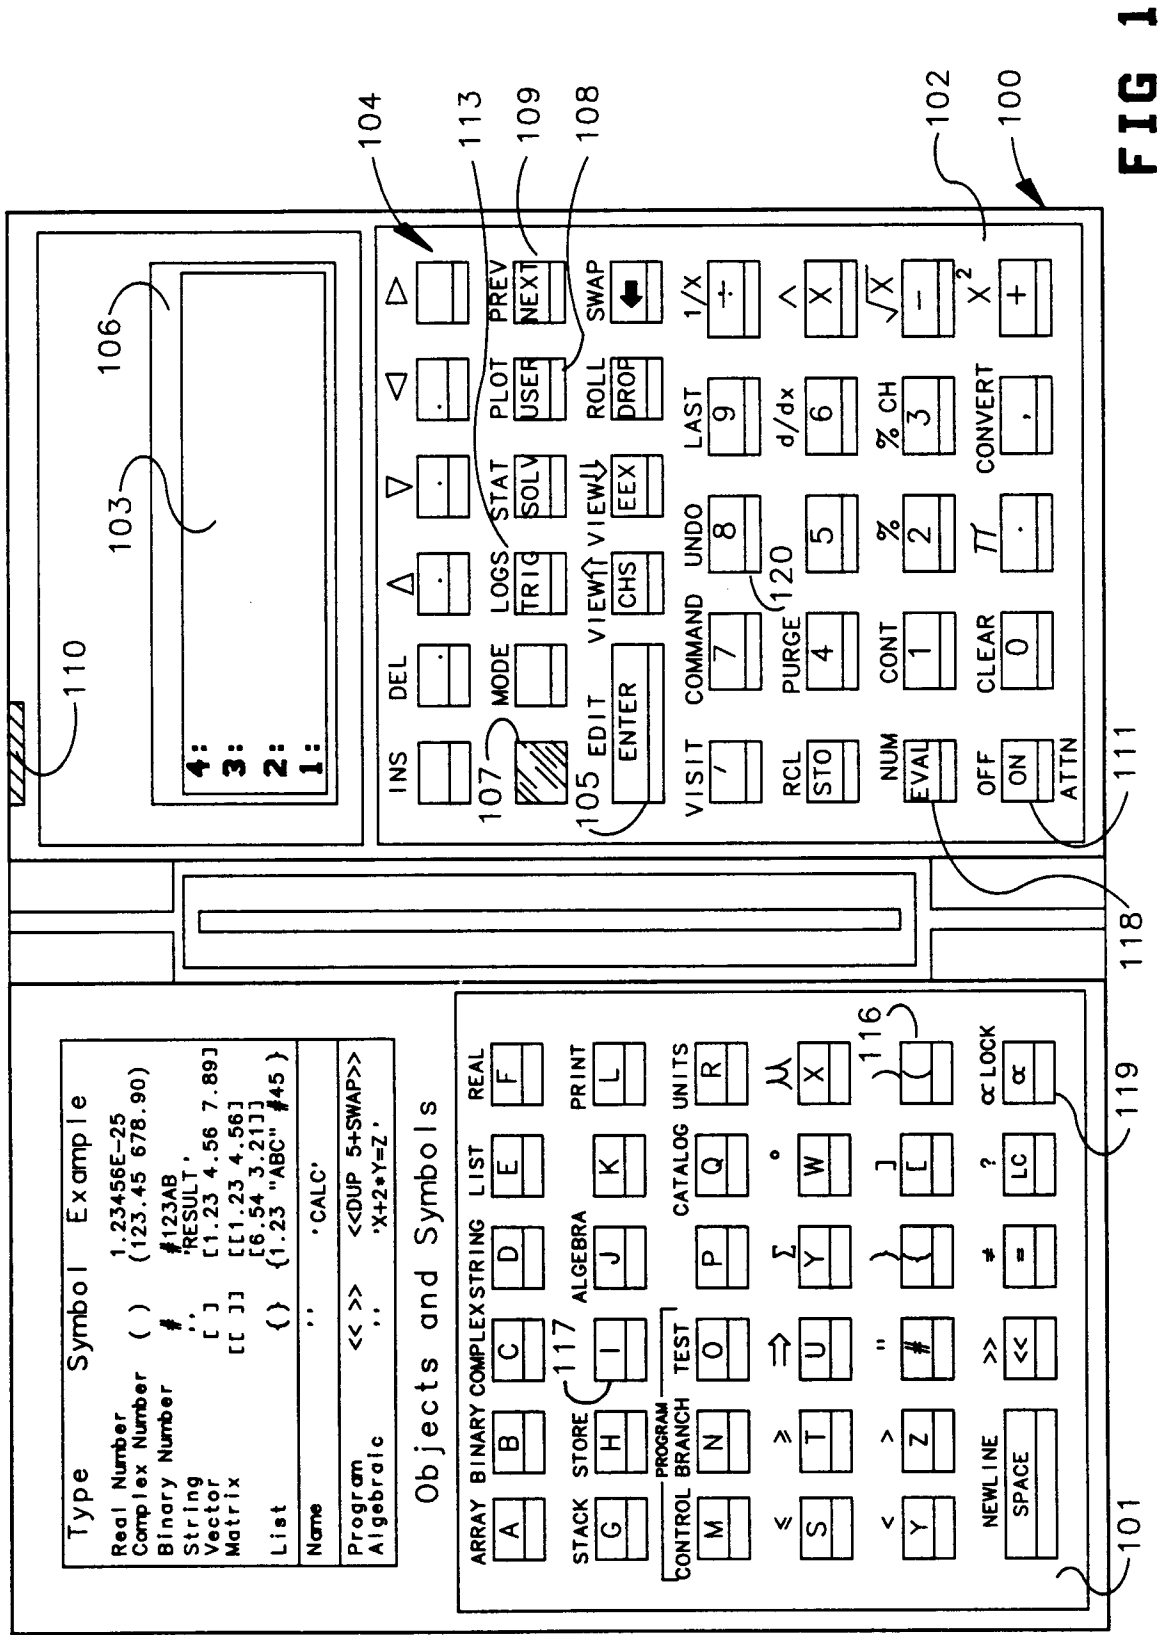 FIG 1
Type Symbol Example
Real Number 1.23456E-25
Complex Number ( ) (123.45 678.90)
Binary Number # #123AB
String ' ' 'RESULT'
Vector [ ] [1.23 4.56 7.89]
Matrix [[ ]] [[1.23 4.56]
[6.54 3.21]]
List {} {1.23 "ABC" #45 }
Name ' ' 'CALC'
Program << >> <<DUP 5+SWAP>>
Algebraic ' ' 'X+2*Y=Z'
Objects and Symbols
ARRAY BINARY COMPLEX STRING LIST REAL
A B C D E F
STACK STORE 117 ALGEBRA PRINT
G H I J K L
PROGRAM
CONTROL BRANCH TEST CATALOG UNITS
M N O P Q R
≤ ≥ ⇒ Σ ° μ
S T U Y W X
< > " } ] ) 116
Y Z # { [ (
NEWLINE >> ≠ ? ∝ LOCK
SPACE << = LC ∝
101
119
110
103
106
4:
3:
2:
1:
104
INS DEL △ ▽ ◁ ▷
. . . .
113
109
108
107 MODE LOGS STAT PLOT PREV
TRIG SOLV USER NEXT
105 EDIT VIEW⇑ VIEW⇓ ROLL SWAP
ENTER CHS EEX DROP ⬅
VISIT COMMAND UNDO LAST 1/X
' 7 8 9 ÷
120
RCL PURGE d/dx ^
STO 4 5 6 X
NUM CONT % % CH √X
EVAL 1 2 3 −
OFF CLEAR π CONVERT X²
ON 0 . , +
ATTN
102
100
111
118